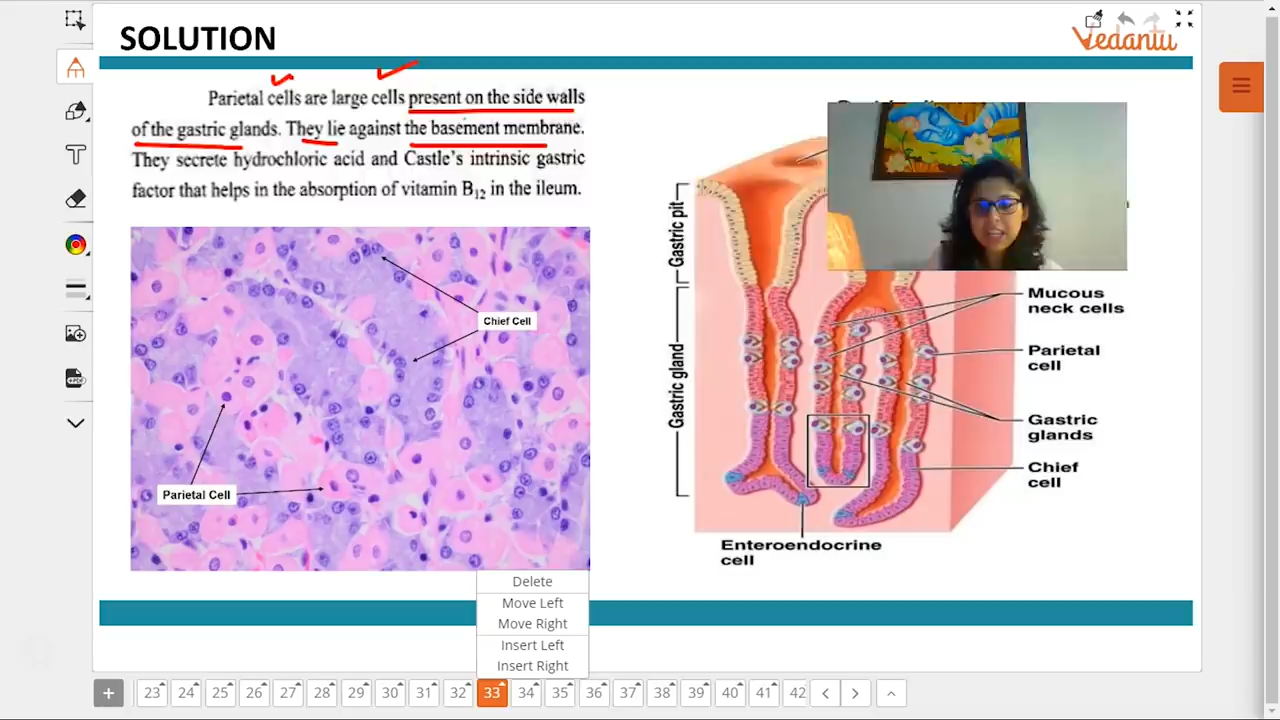 SOLUTION
Vedantu
Parietal cells are large cells present on the side walls
of the gastric glands. They lie against the basement membrane.
They secrete hydrochloric acid and Castle's intrinsic gastric
factor that helps in the absorption of vitamin B12 in the ileum.
Chief Cell
Parietal Cell
Gastric pit
Gastric gland
Mucous
neck cells
Parietal
cell
Gastric
glands
Chief
cell
Enteroendocrine
cell
Delete
Move Left
Move Right
Insert Left
Insert Right
23 24 25 26 27 28 29 30 31 32 33 34 35 36 37 38 39 40 41 42